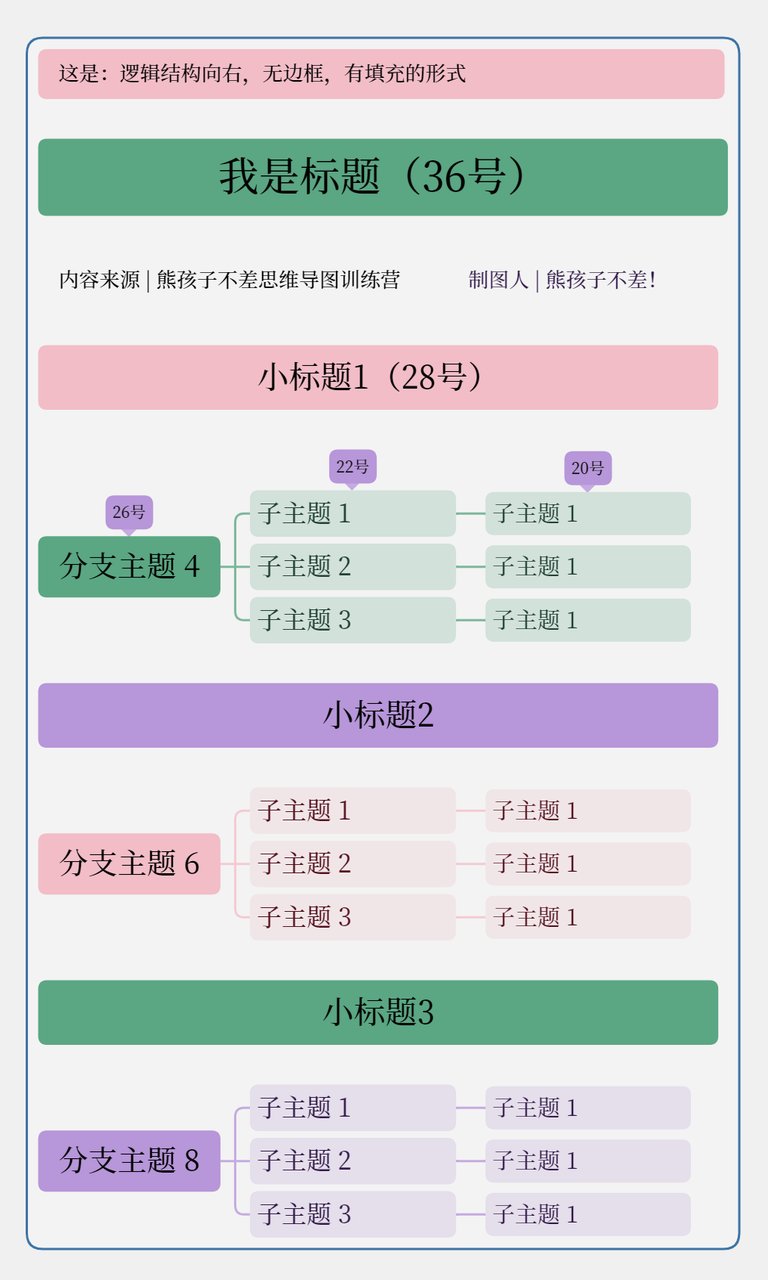 这是：逻辑结构向右，无边框，有填充的形式
我是标题（36号）
内容来源 | 熊孩子不差思维导图训练营
制图人 | 熊孩子不差！
小标题1（28号）
26号
22号
20号
分支主题 4
子主题 1
子主题 1
子主题 2
子主题 1
子主题 3
子主题 1
小标题2
分支主题 6
子主题 1
子主题 1
子主题 2
子主题 1
子主题 3
子主题 1
小标题3
分支主题 8
子主题 1
子主题 1
子主题 2
子主题 1
子主题 3
子主题 1